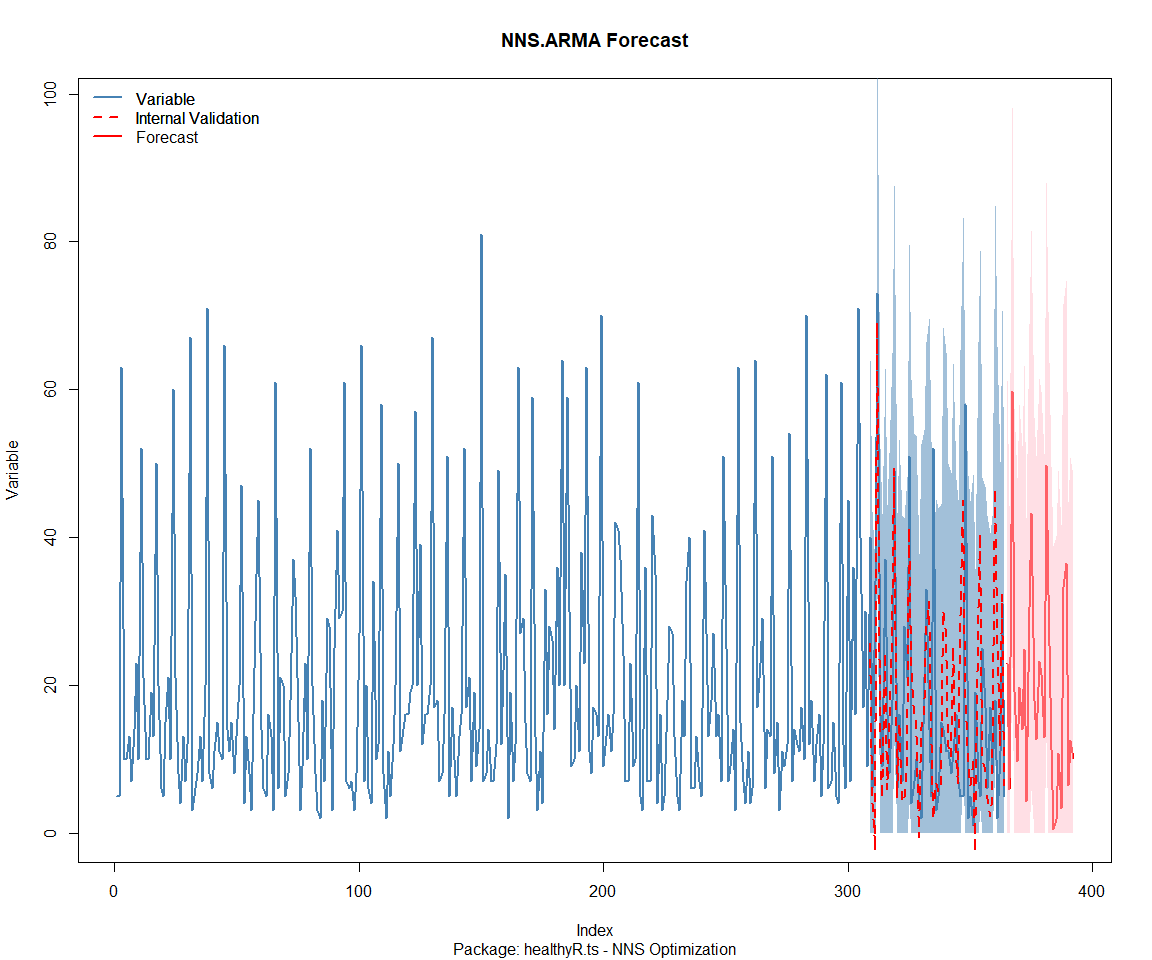 NNS.ARMA Forecast
Variable
Internal Validation
Forecast
100
80
60
40
20
0
Variable
0
100
200
300
400
Index
Package: healthyR.ts - NNS Optimization